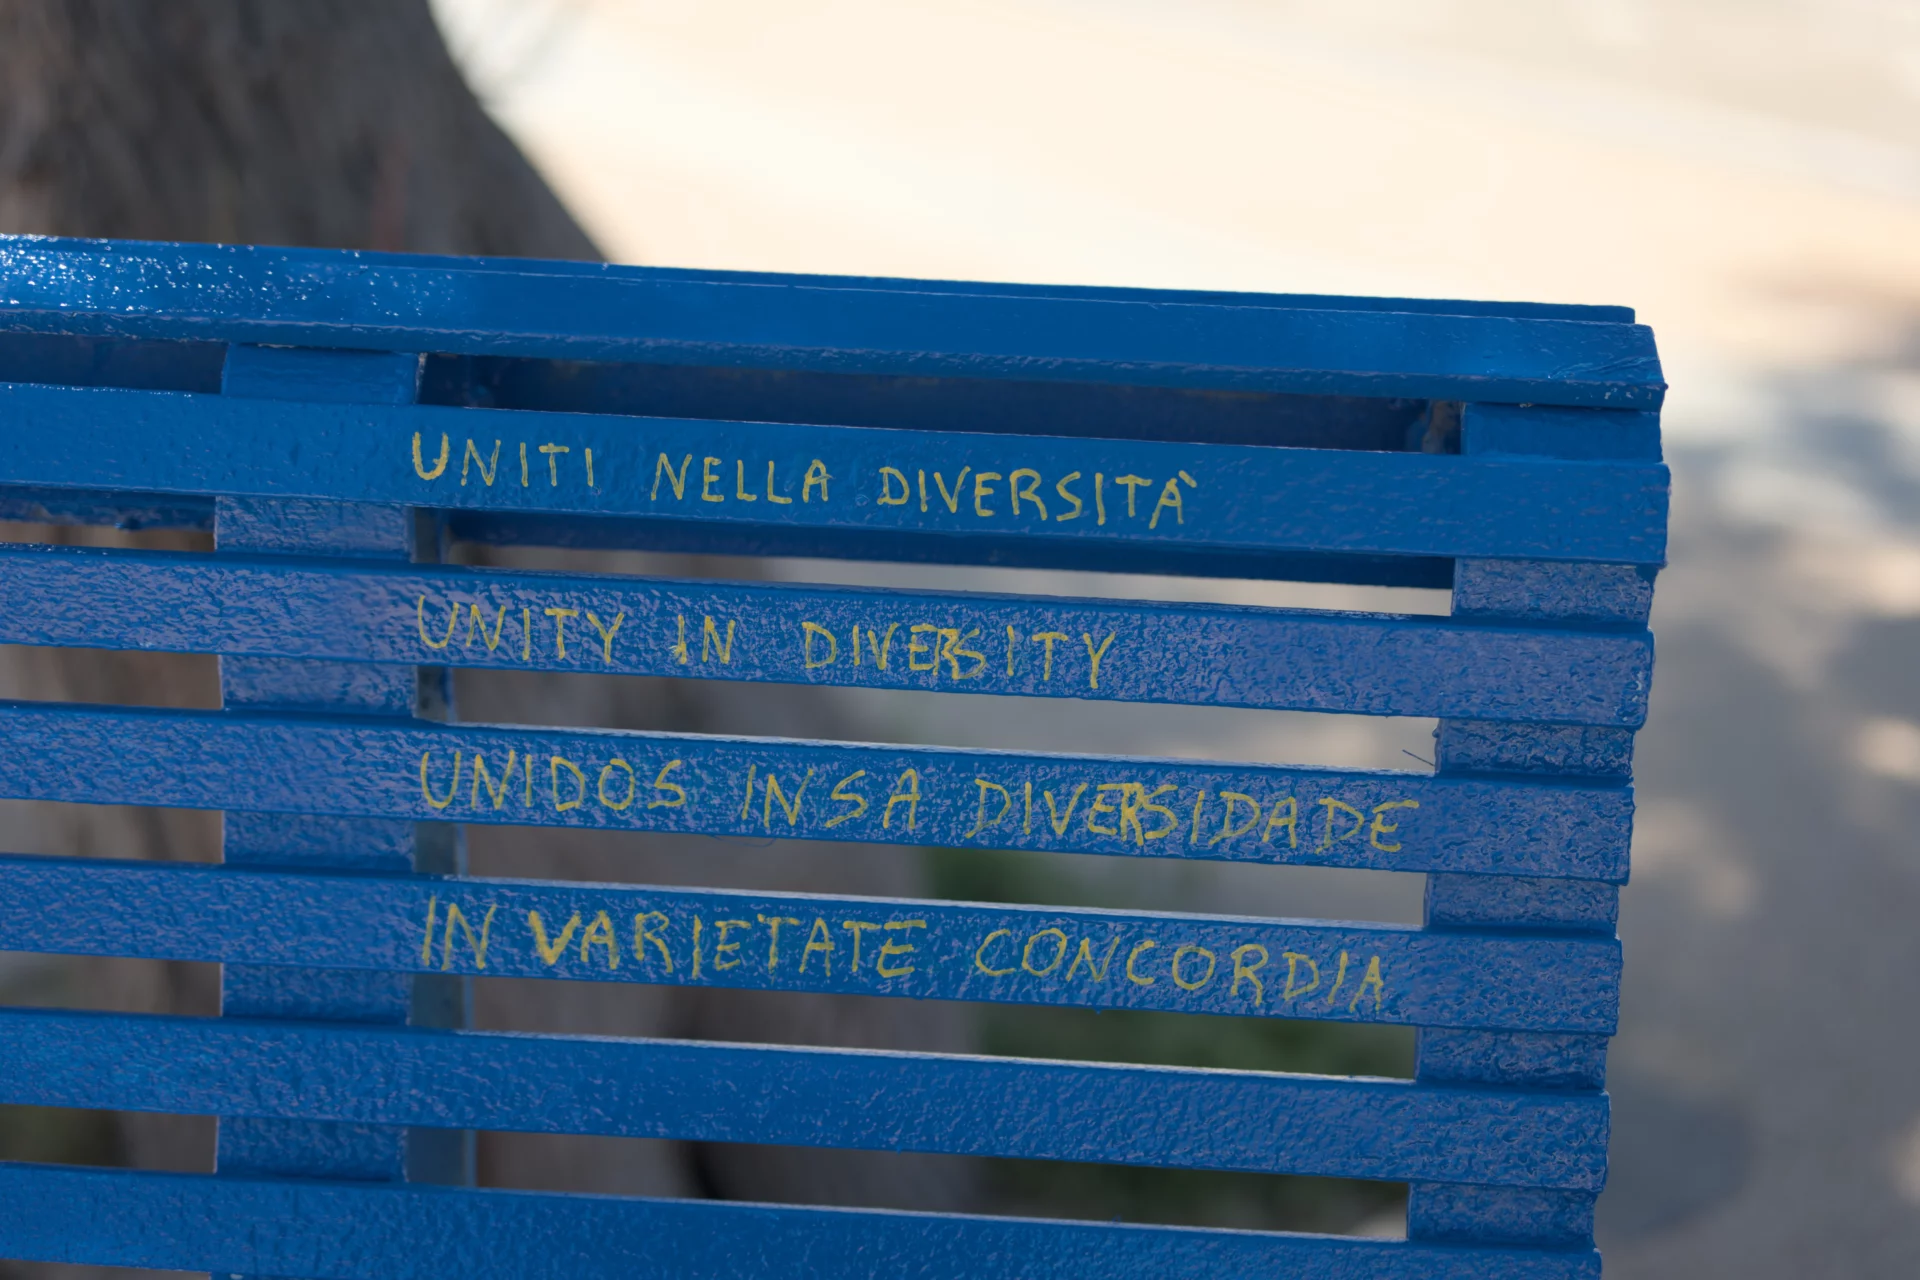 UNITI NELLA DIVERSITÀ
UNITY IN DIVERSITY
UNIDOS IN SA DIVERSIDADE
IN VARIETATE CONCORDIA